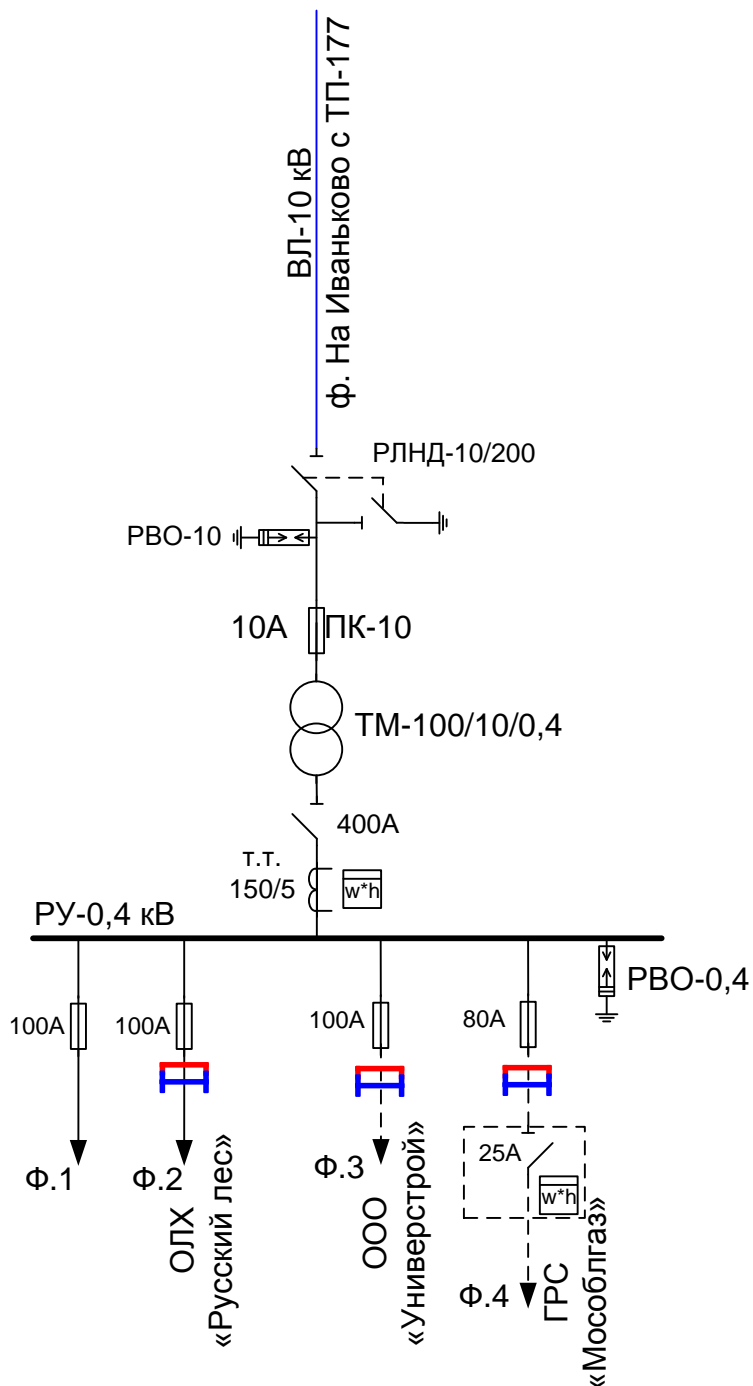 ВЛ-10 кВ
ф. На Иваньково с ТП-177
РЛНД-10/200
РВО-10
10А
ПК-10
ТМ-100/10/0,4
400А
т.т.
150/5
w*h
РУ-0,4 кВ
РВО-0,4
100А
100А
100А
80А
25А
w*h
Ф.1
Ф.2
ОЛХ
«Русский лес»
Ф.3
ООО
«Универстрой»
Ф.4
ГРС
«Мособлгаз»